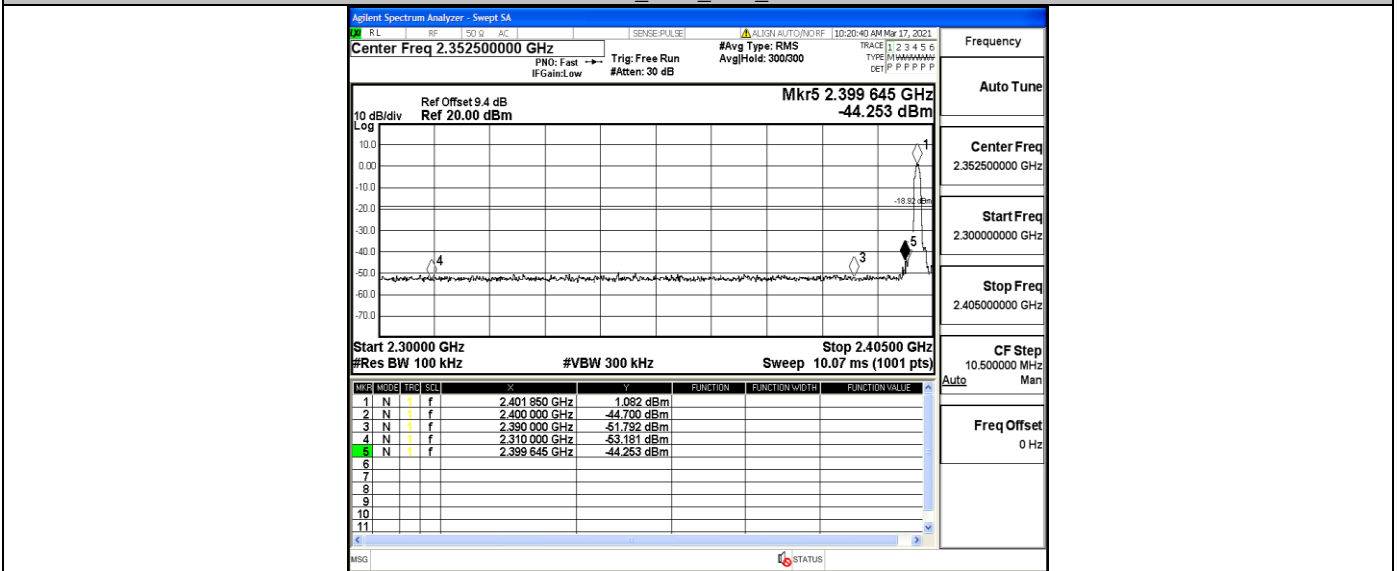 Agilent Spectrum Analyzer - Swept SA
RL RF 50 Ω AC SENSE:PULSE ALIGN AUTO/NORF 10:20:40 AM Mar 17, 2021
Center Freq 2.352500000 GHz
PNO: Fast
IFGain:Low
Trig: Free Run
#Atten: 30 dB
#Avg Type: RMS
Avg|Hold: 300/300
TRACE 1 2 3 4 5 6
TYPE M WWWWW
DET P P P P P P
Mkr5 2.399 645 GHz
-44.253 dBm
Ref Offset 9.4 dB
10 dB/div Ref 20.00 dBm
Log
10.0
0.00
-10.0
-20.0
-30.0
-40.0
-50.0
-60.0
-70.0
-18.92 dBm
1
5
3
4
Start 2.30000 GHz Stop 2.40500 GHz
#Res BW 100 kHz #VBW 300 kHz Sweep 10.07 ms (1001 pts)
MKR MODE TRC SCL X Y FUNCTION FUNCTION WIDTH FUNCTION VALUE
1 N 1 f 2.401 850 GHz 1.082 dBm
2 N 1 f 2.400 000 GHz -44.700 dBm
3 N 1 f 2.390 000 GHz -51.792 dBm
4 N 1 f 2.310 000 GHz -53.181 dBm
5 N 1 f 2.399 645 GHz -44.253 dBm
6
7
8
9
10
11
MSG STATUS
Frequency
Auto Tune
Center Freq
2.352500000 GHz
Start Freq
2.300000000 GHz
Stop Freq
2.405000000 GHz
CF Step
10.500000 MHz
Auto Man
Freq Offset
0 Hz